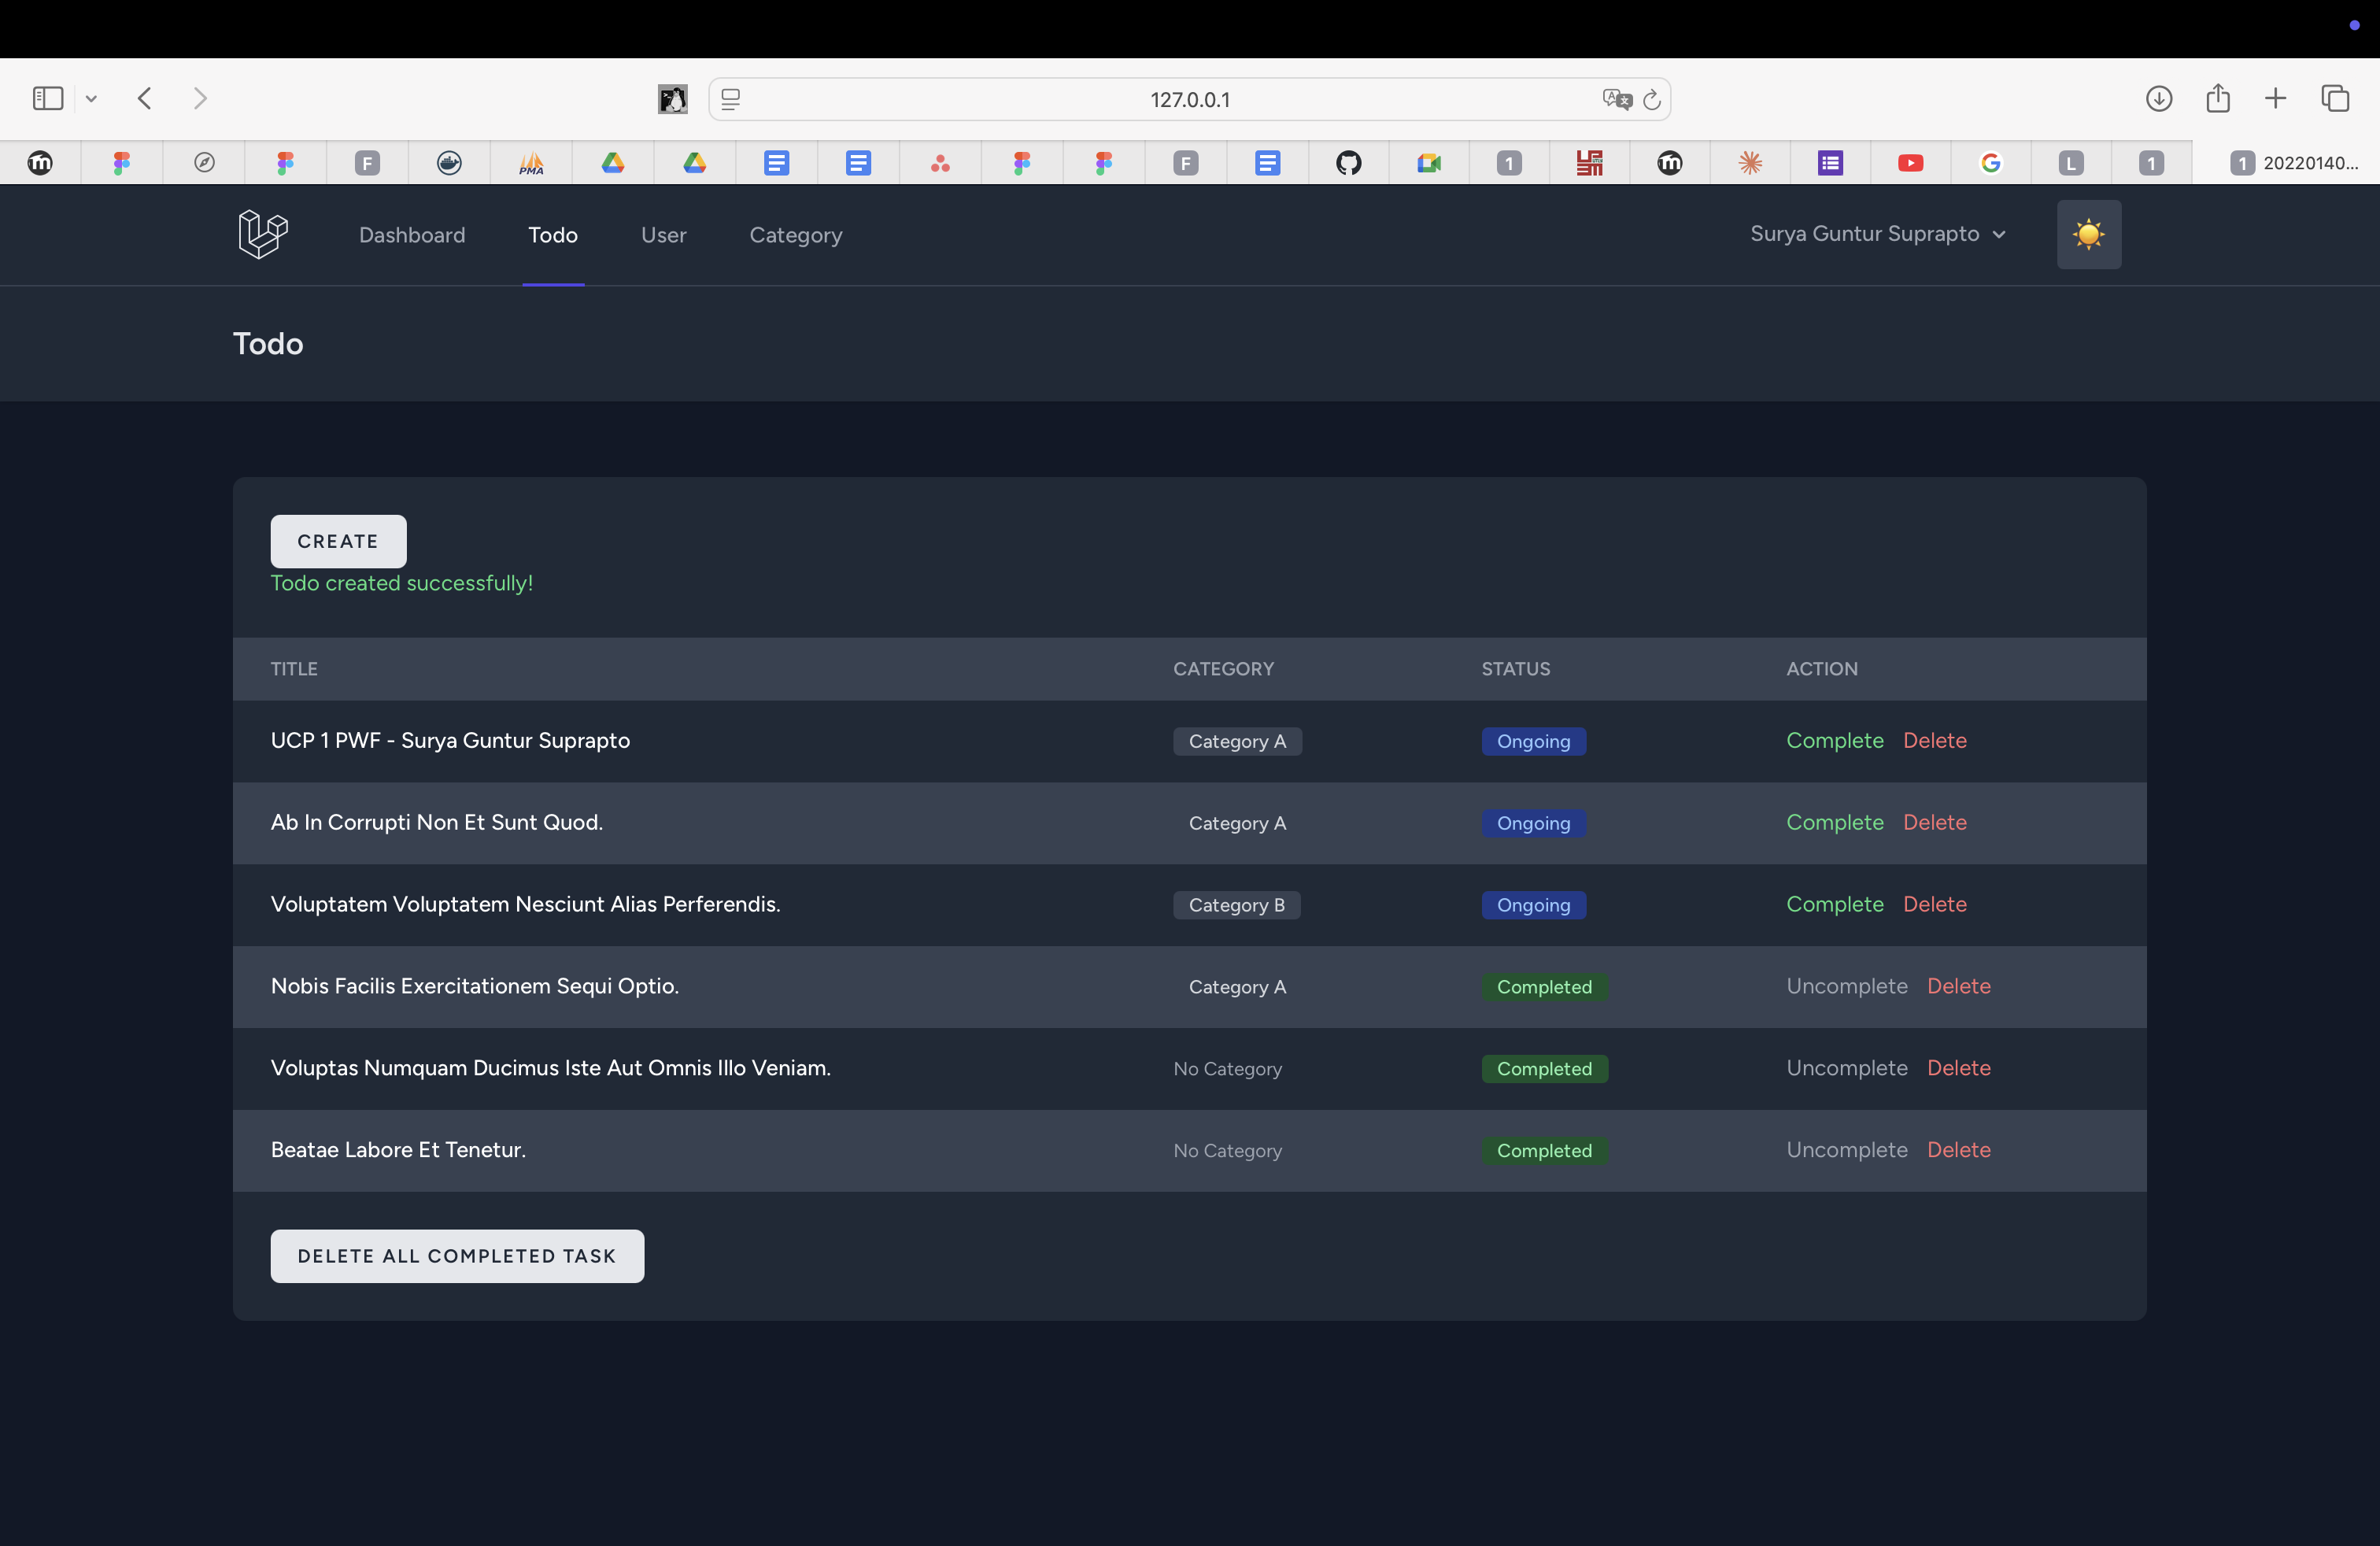 127.0.0.1
F
PMA
F
1
L
1
1 20220140...
Dashboard Todo User Category Surya Guntur Suprapto
Todo
CREATE
Todo created successfully!
TITLE CATEGORY STATUS ACTION
UCP 1 PWF - Surya Guntur Suprapto Category A Ongoing Complete Delete
Ab In Corrupti Non Et Sunt Quod. Category A Ongoing Complete Delete
Voluptatem Voluptatem Nesciunt Alias Perferendis. Category B Ongoing Complete Delete
Nobis Facilis Exercitationem Sequi Optio. Category A Completed Uncomplete Delete
Voluptas Numquam Ducimus Iste Aut Omnis Illo Veniam. No Category Completed Uncomplete Delete
Beatae Labore Et Tenetur. No Category Completed Uncomplete Delete
DELETE ALL COMPLETED TASK